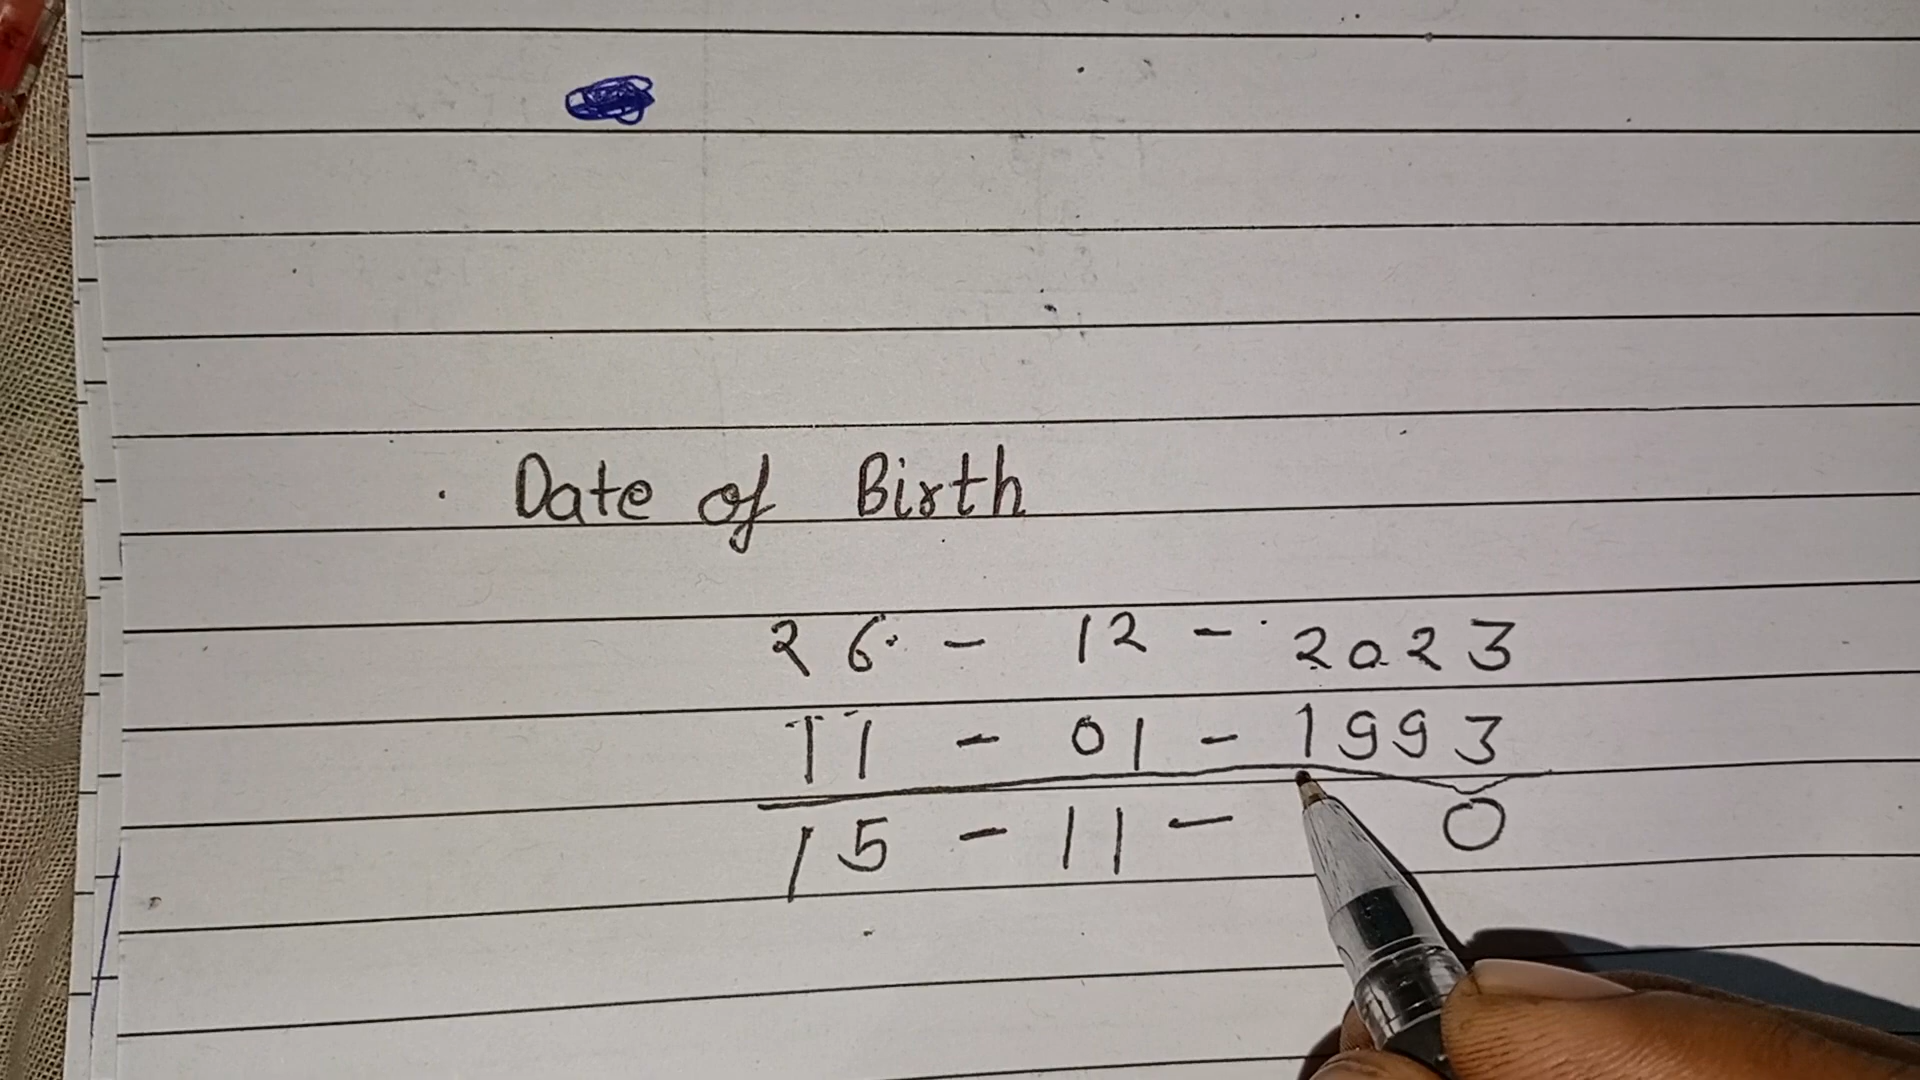 Date of Birth
26 - 12 - 2023
11 - 01 - 1993
15 - 11 - 0